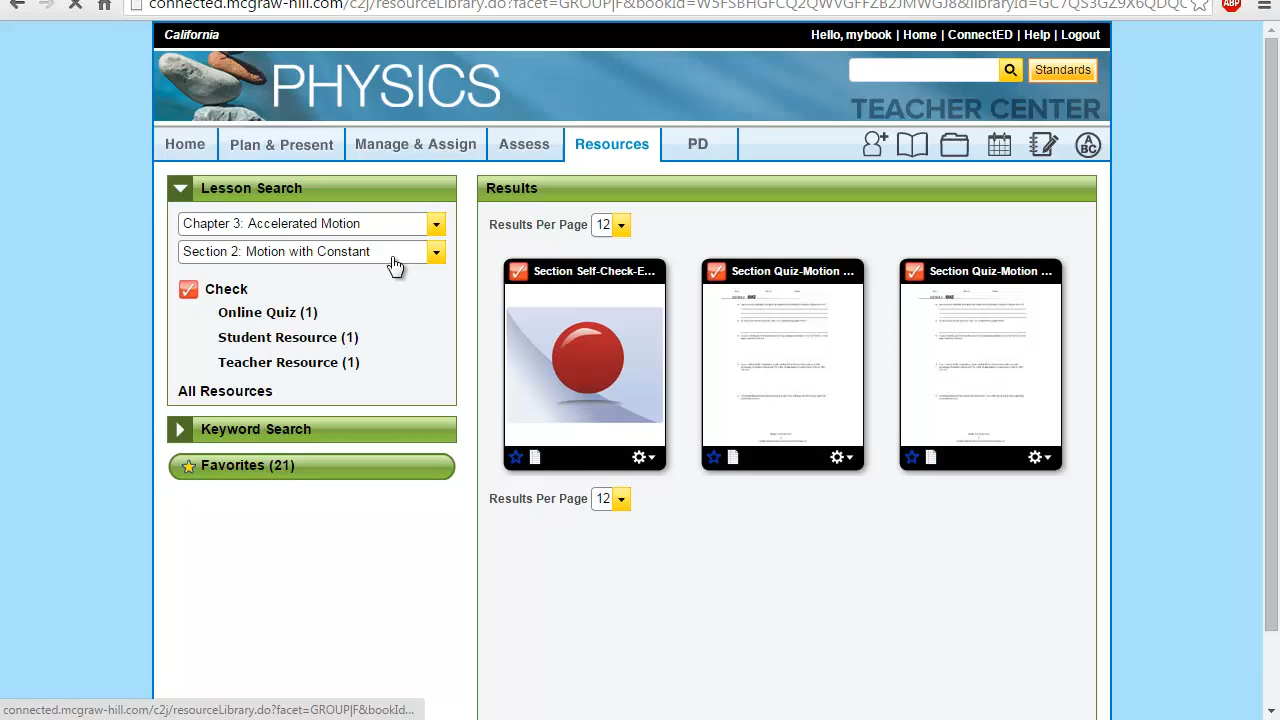 connected.mcgraw-hill.com/c2j/resourceLibrary.do?facet=GROUP|F&bookId=W5FSBHGFCQ2QWVGFFZB2JMWGJ8&libraryId=GC7QS3GZ9X6QDQC
ABP
California
Hello, mybook | Home | ConnectED | Help | Logout
PHYSICS
Standards
TEACHER CENTER
Home
Plan & Present
Manage & Assign
Assess
Resources
PD
ABC
Lesson Search
Chapter 3: Accelerated Motion
Section 2: Motion with Constant
Check
Online Quiz (1)
Student Resource (1)
Teacher Resource (1)
All Resources
Keyword Search
Favorites (21)
Results
Results Per Page 12
Section Self-Check-E...
Section Quiz-Motion ...
Section Quiz-Motion ...
Results Per Page 12
connected.mcgraw-hill.com/c2j/resourceLibrary.do?facet=GROUP|F&bookId...